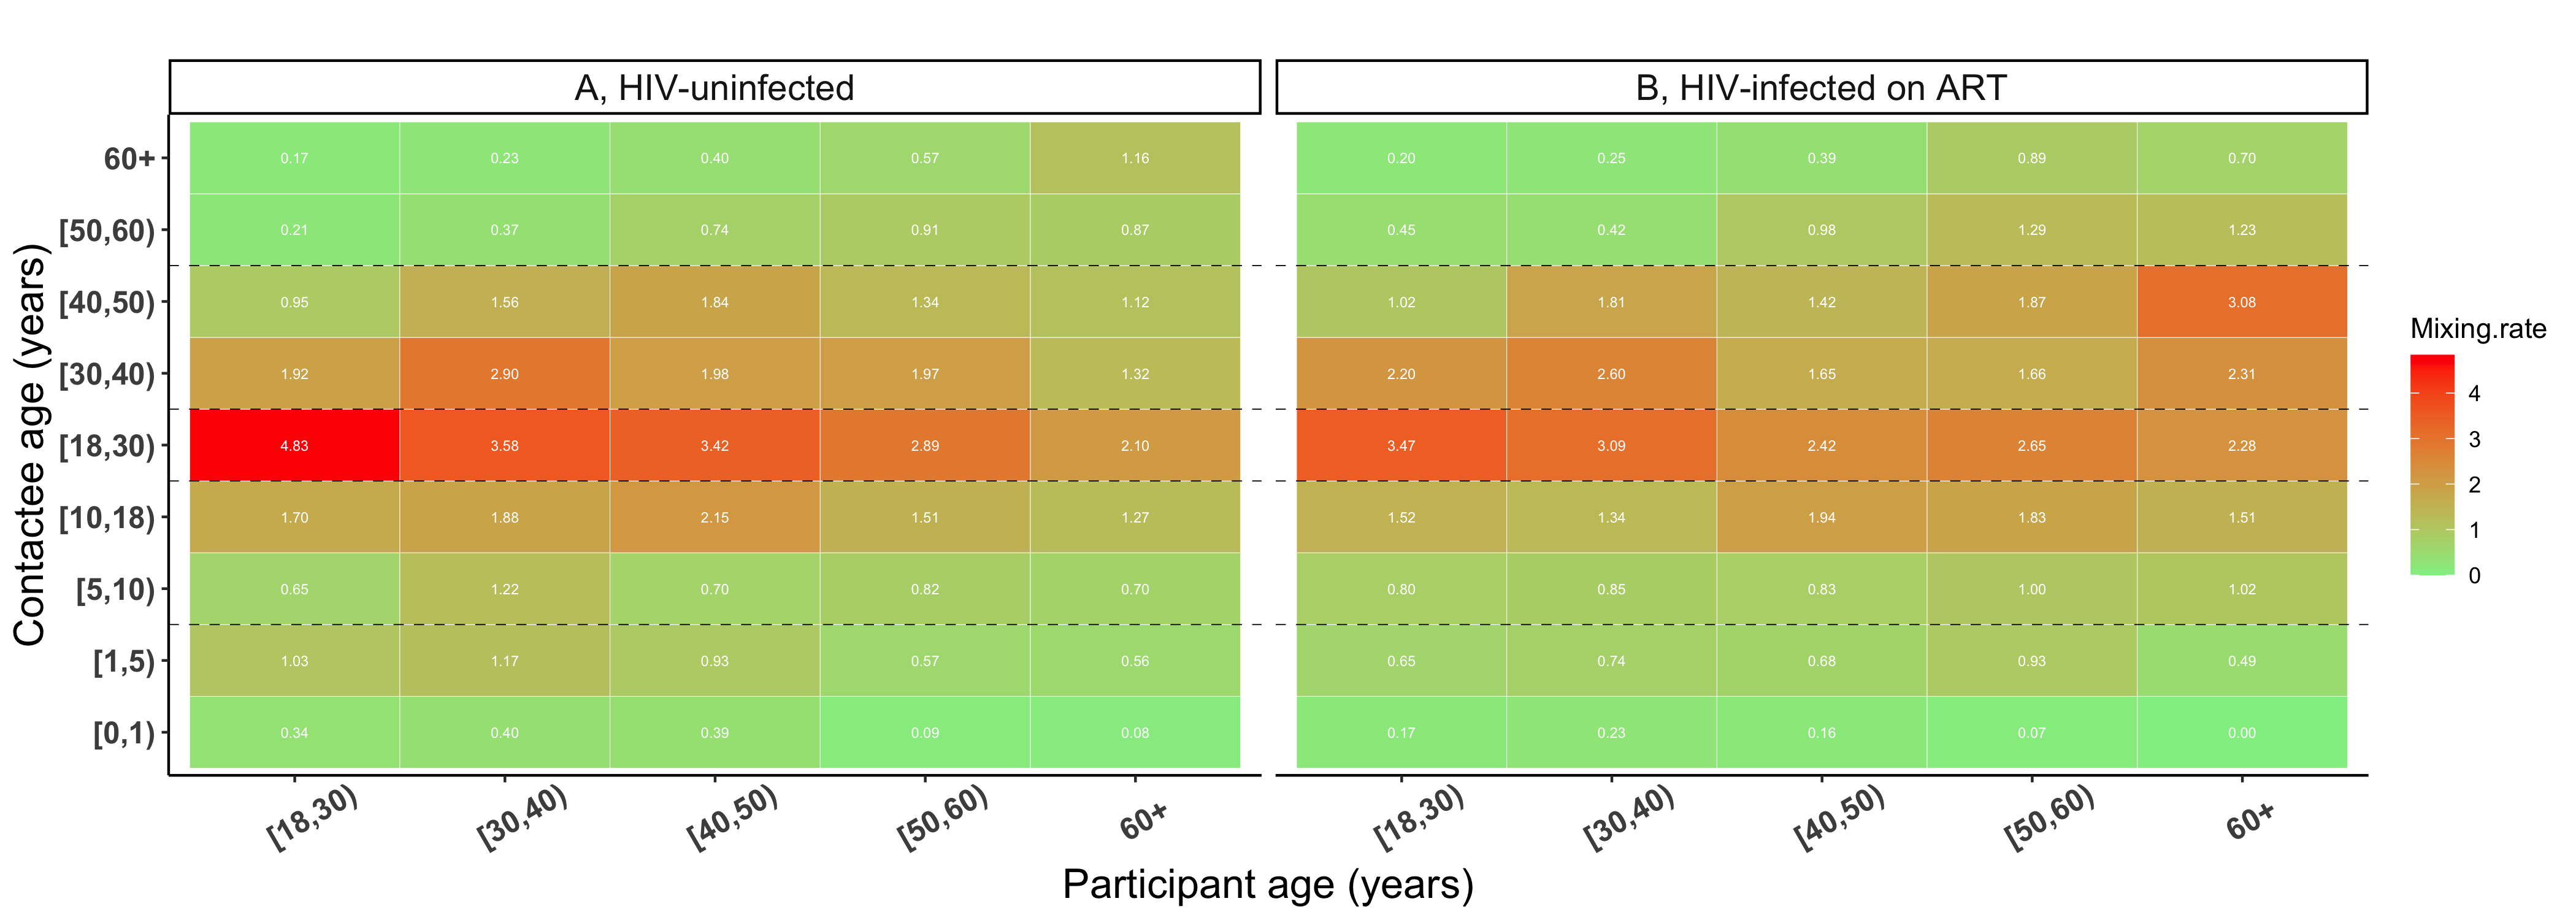 A, HIV-uninfected
B, HIV-infected on ART
Contactee age (years)
60+ 0.17 0.23 0.40 0.57 1.16 0.20 0.25 0.39 0.89 0.70
[50,60) 0.21 0.37 0.74 0.91 0.87 0.45 0.42 0.98 1.29 1.23
[40,50) 0.95 1.56 1.84 1.34 1.12 1.02 1.81 1.42 1.87 3.08
[30,40) 1.92 2.90 1.98 1.97 1.32 2.20 2.60 1.65 1.66 2.31
[18,30) 4.83 3.58 3.42 2.89 2.10 3.47 3.09 2.42 2.65 2.28
[10,18) 1.70 1.88 2.15 1.51 1.27 1.52 1.34 1.94 1.83 1.51
[5,10) 0.65 1.22 0.70 0.82 0.70 0.80 0.85 0.83 1.00 1.02
[1,5) 1.03 1.17 0.93 0.57 0.56 0.65 0.74 0.68 0.93 0.49
[0,1) 0.34 0.40 0.39 0.09 0.08 0.17 0.23 0.16 0.07 0.00
[18,30) [30,40) [40,50) [50,60) 60+ [18,30) [30,40) [40,50) [50,60) 60+
Participant age (years)
Mixing.rate
4
3
2
1
0